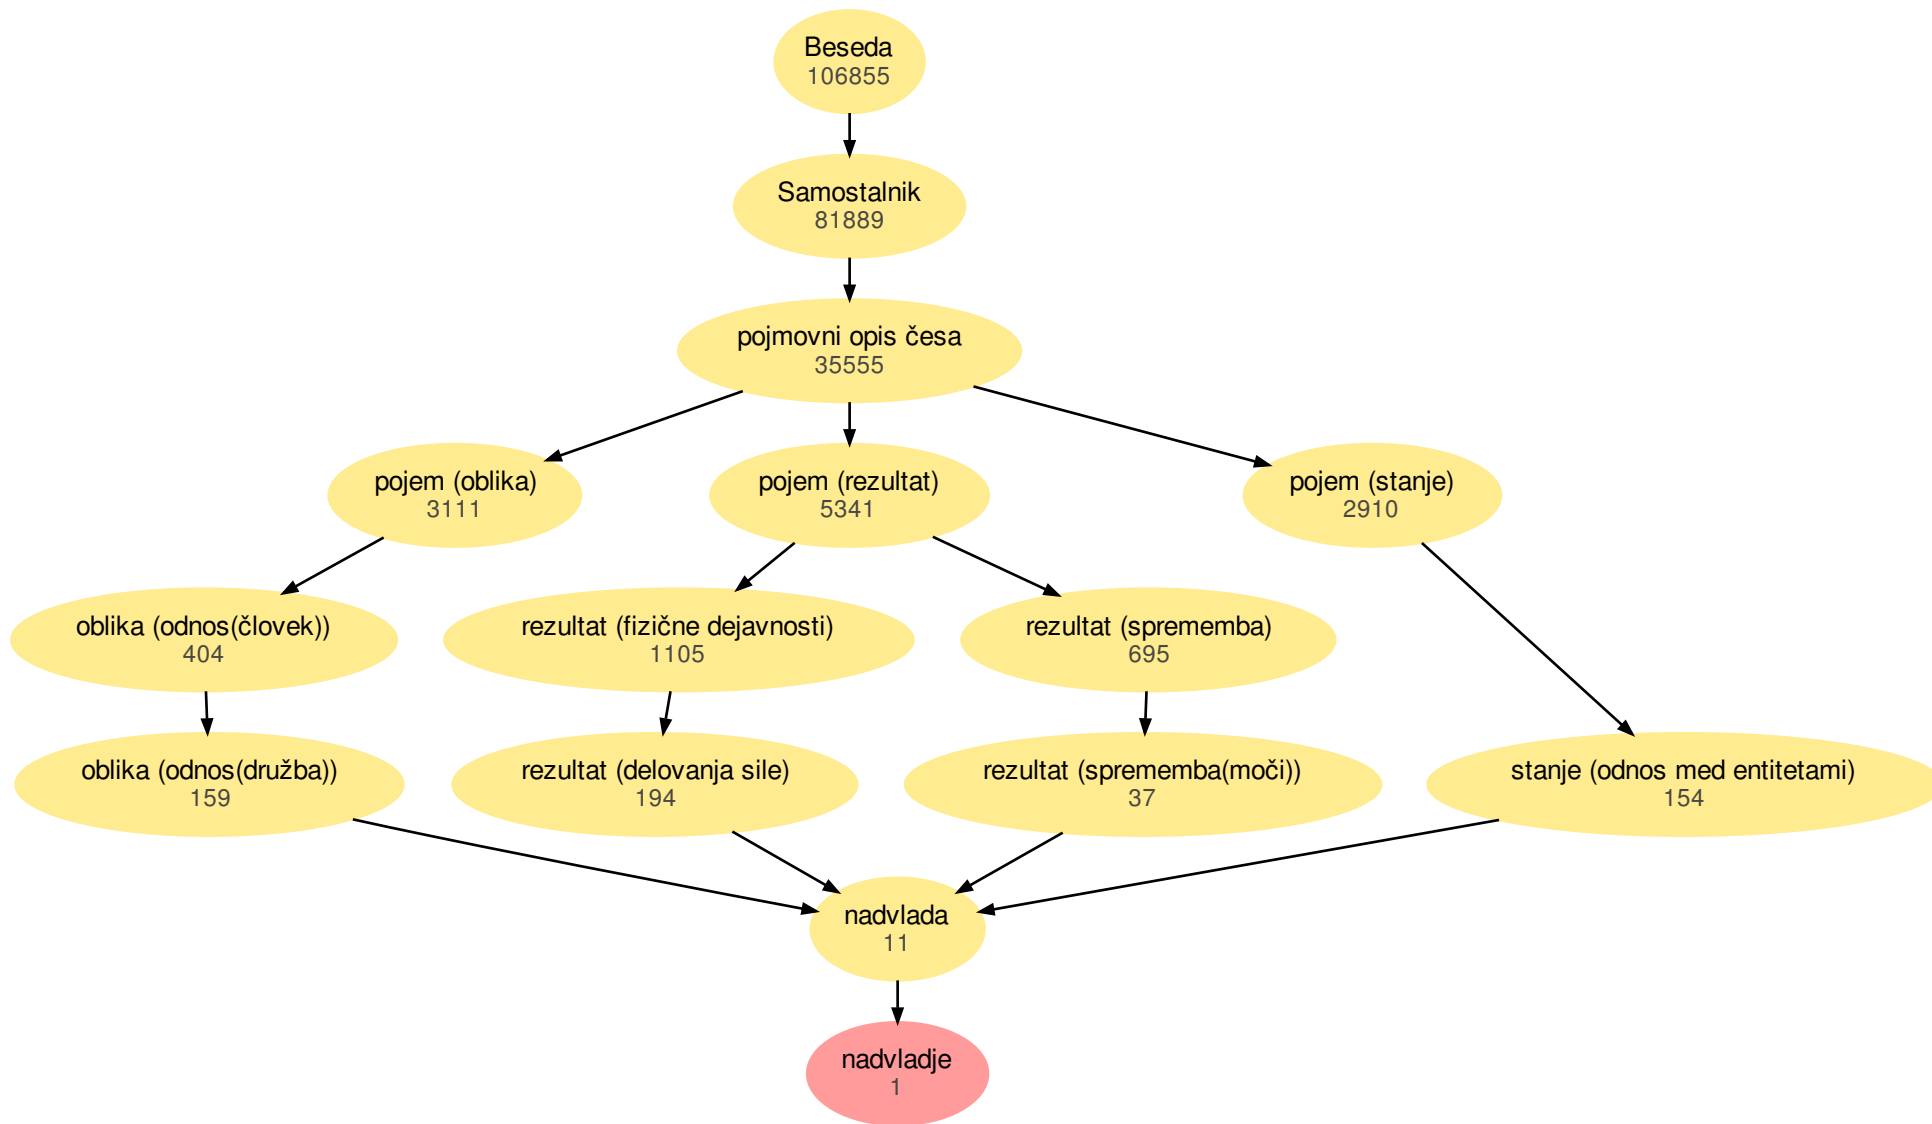 Beseda
106855
Samostalnik
81889
pojmovni opis česa
35555
pojem (oblika)
3111
pojem (rezultat)
5341
pojem (stanje)
2910
oblika (odnos(človek))
404
rezultat (fizične dejavnosti)
1105
rezultat (sprememba)
695
oblika (odnos(družba))
159
rezultat (delovanja sile)
194
rezultat (sprememba(moči))
37
stanje (odnos med entitetami)
154
nadvlada
11
nadvladje
1